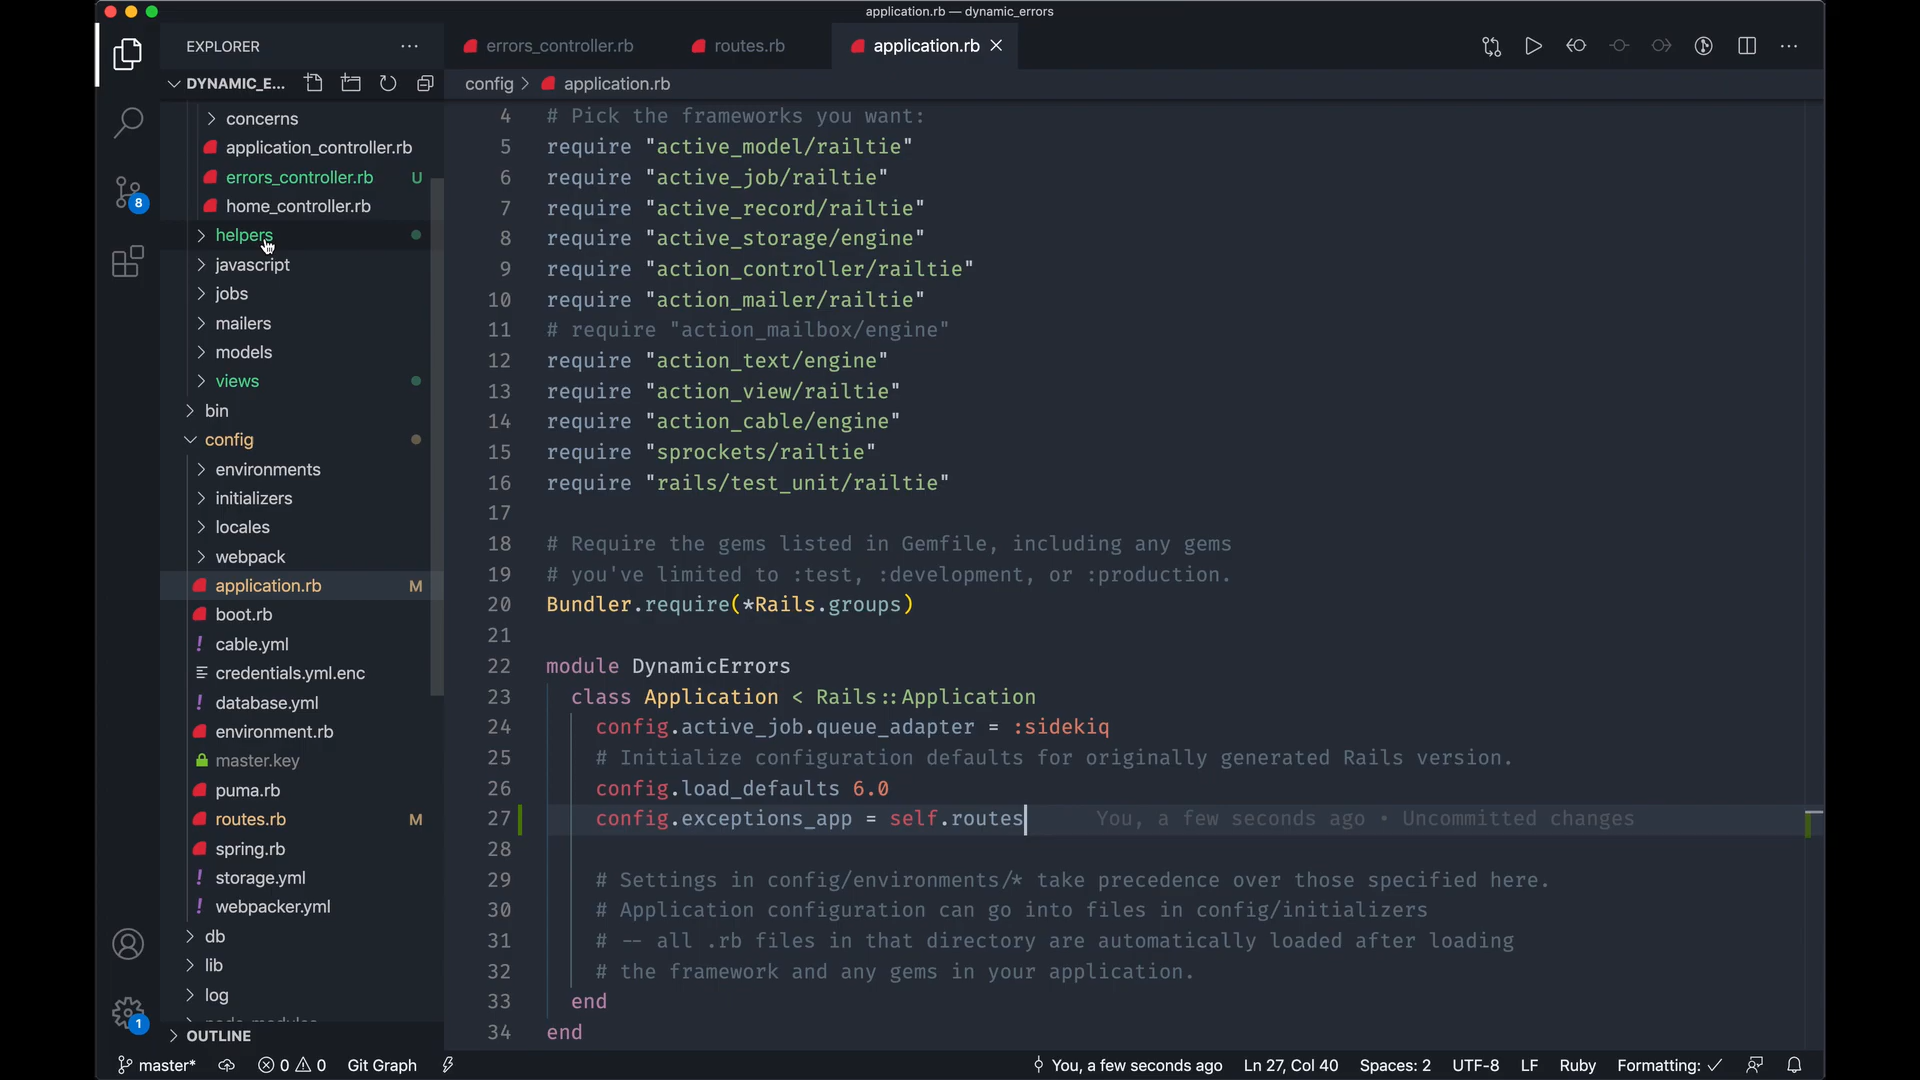 application.rb — dynamic_errors
EXPLORER
errors_controller.rb
routes.rb
application.rb
DYNAMIC_E...
config > application.rb
concerns
application_controller.rb
errors_controller.rb U
home_controller.rb
helpers
javascript
jobs
mailers
models
views
bin
config
environments
initializers
locales
webpack
application.rb M
boot.rb
! cable.yml
credentials.yml.enc
! database.yml
environment.rb
master.key
puma.rb
routes.rb M
spring.rb
! storage.yml
! webpacker.yml
db
lib
log
OUTLINE
8
1
4 # Pick the frameworks you want:
5 require "active_model/railtie"
6 require "active_job/railtie"
7 require "active_record/railtie"
8 require "active_storage/engine"
9 require "action_controller/railtie"
10 require "action_mailer/railtie"
11 # require "action_mailbox/engine"
12 require "action_text/engine"
13 require "action_view/railtie"
14 require "action_cable/engine"
15 require "sprockets/railtie"
16 require "rails/test_unit/railtie"
17
18 # Require the gems listed in Gemfile, including any gems
19 # you've limited to :test, :development, or :production.
20 Bundler.require(*Rails.groups)
21
22 module DynamicErrors
23 class Application < Rails::Application
24 config.active_job.queue_adapter = :sidekiq
25 # Initialize configuration defaults for originally generated Rails version.
26 config.load_defaults 6.0
27 config.exceptions_app = self.routes You, a few seconds ago • Uncommitted changes
28
29 # Settings in config/environments/* take precedence over those specified here.
30 # Application configuration can go into files in config/initializers
31 # -- all .rb files in that directory are automatically loaded after loading
32 # the framework and any gems in your application.
33 end
34 end
master* 0 0 Git Graph You, a few seconds ago Ln 27, Col 40 Spaces: 2 UTF-8 LF Ruby Formatting: ✓